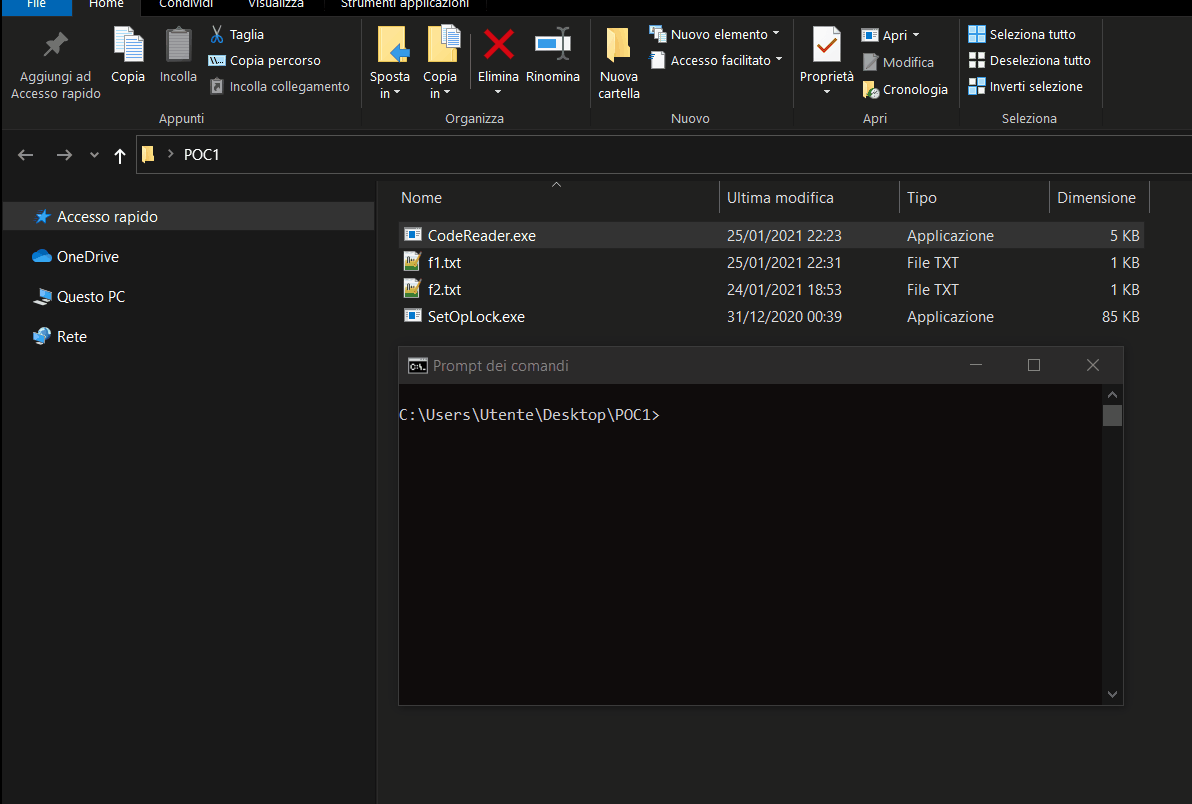 File Home Condividi Visualizza Strumenti applicazioni
Aggiungi ad
Accesso rapido
Copia
Incolla
Taglia
Copia percorso
Incolla collegamento
Appunti
Sposta
in
Copia
in
Elimina
Rinomina
Organizza
Nuova
cartella
Nuovo elemento
Accesso facilitato
Nuovo
Proprietà
Apri
Modifica
Cronologia
Apri
Seleziona tutto
Deseleziona tutto
Inverti selezione
Seleziona
POC1
Accesso rapido
OneDrive
Questo PC
Rete
Nome Ultima modifica Tipo Dimensione
CodeReader.exe 25/01/2021 22:23 Applicazione 5 KB
f1.txt 25/01/2021 22:31 File TXT 1 KB
f2.txt 24/01/2021 18:53 File TXT 1 KB
SetOpLock.exe 31/12/2020 00:39 Applicazione 85 KB
C:\. Prompt dei comandi
C:\Users\Utente\Desktop\POC1>